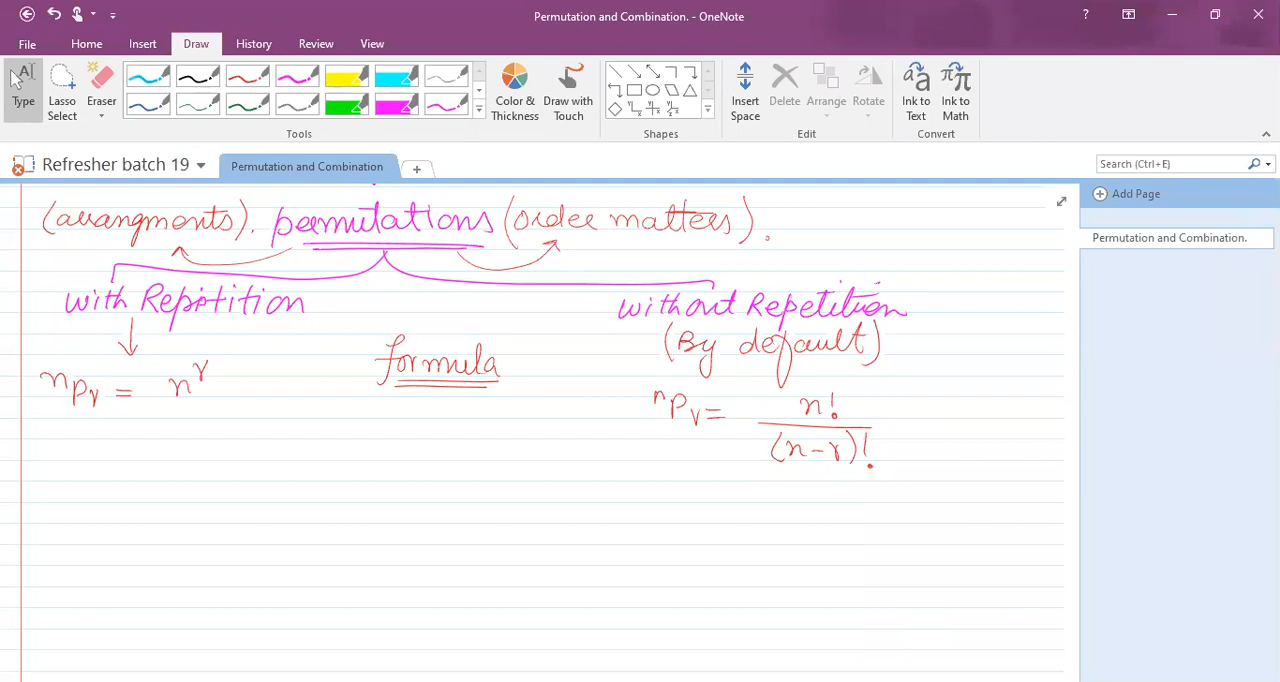 Permutation and Combination. - OneNote
?
File Home Insert Draw History Review View
Type Lasso Select Eraser Color & Thickness Draw with Touch Insert Space Delete Arrange Rotate Ink to Text Ink to Math
Tools Shapes Edit Convert
Refresher batch 19 Permutation and Combination + Search (Ctrl+E)
Add Page
Permutation and Combination.
(arrangments). permutations (order matters).
with Repitition without Repetition
(By default)
formula
nPr = n^r
nPr = n!
(n-r)!